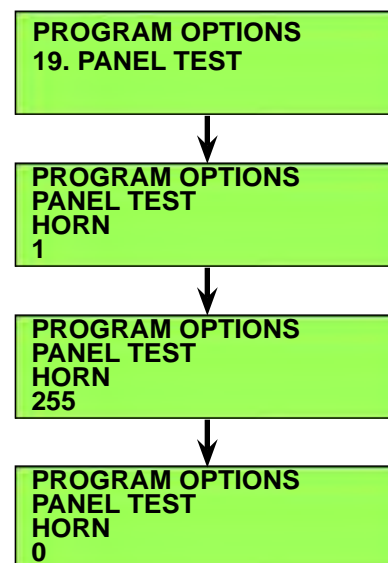 PROGRAM OPTIONS
19. PANEL TEST
PROGRAM OPTIONS
PANEL TEST
HORN
1
PROGRAM OPTIONS
PANEL TEST
HORN
255
PROGRAM OPTIONS
PANEL TEST
HORN
0